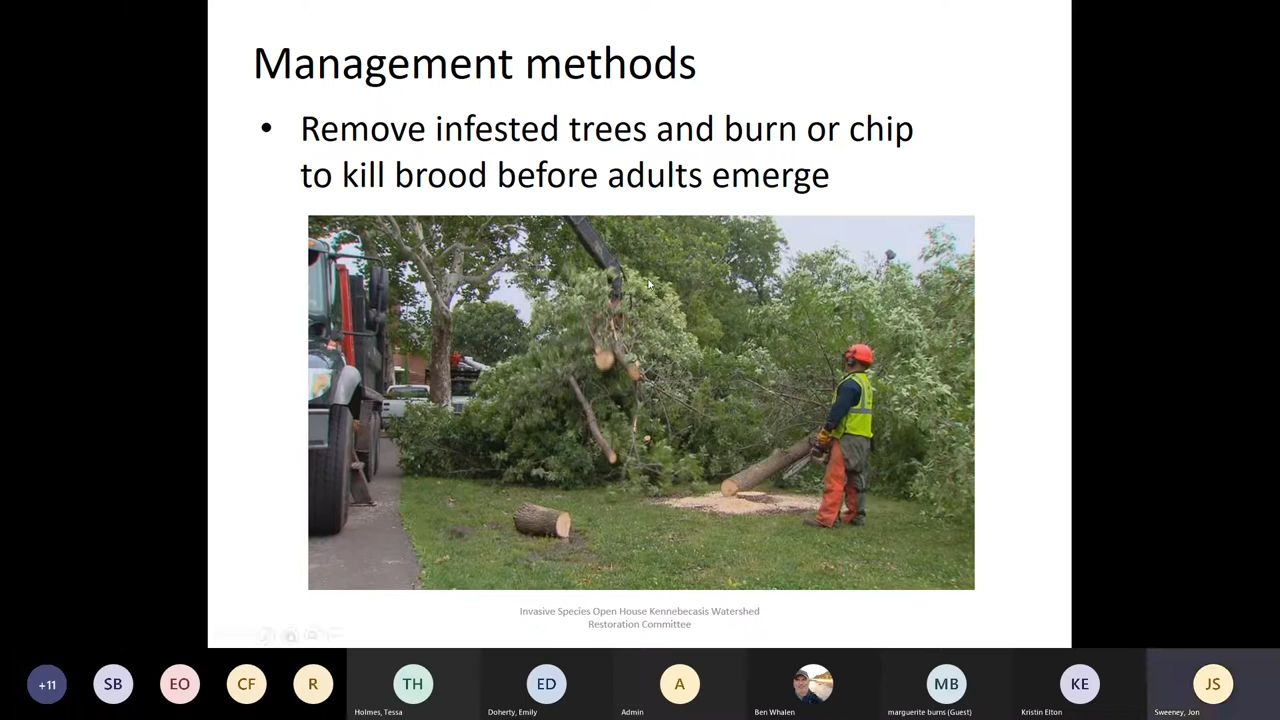 Management methods
• Remove infested trees and burn or chip
to kill brood before adults emerge
Invasive Species Open House Kennebecasis Watershed
Restoration Committee
+11
SB
EO
CF
R
TH
ED
A
MB
KE
JS
Holmes, Tessa
Doherty, Emily
Admin
Ben Whalen
marguerite burns (Guest)
Kristin Elton
Sweeney, Jon